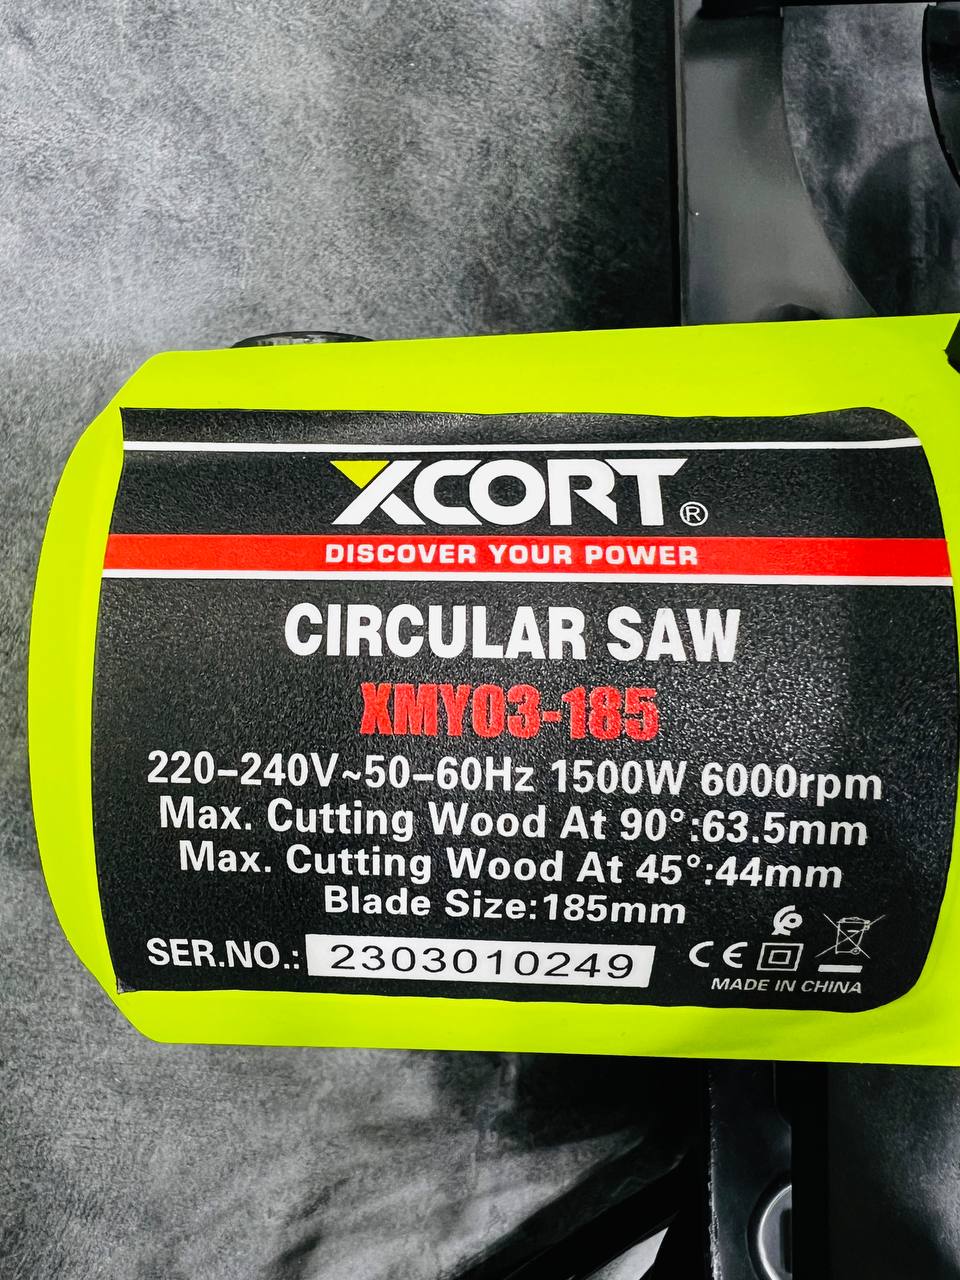 XCORT®
DISCOVER YOUR POWER
CIRCULAR SAW
XMY03-185
220-240V~50-60Hz 1500W 6000rpm
Max. Cutting Wood At 90°:63.5mm
Max. Cutting Wood At 45°:44mm
Blade Size:185mm
SER.NO.: 2303010249 CE
MADE IN CHINA